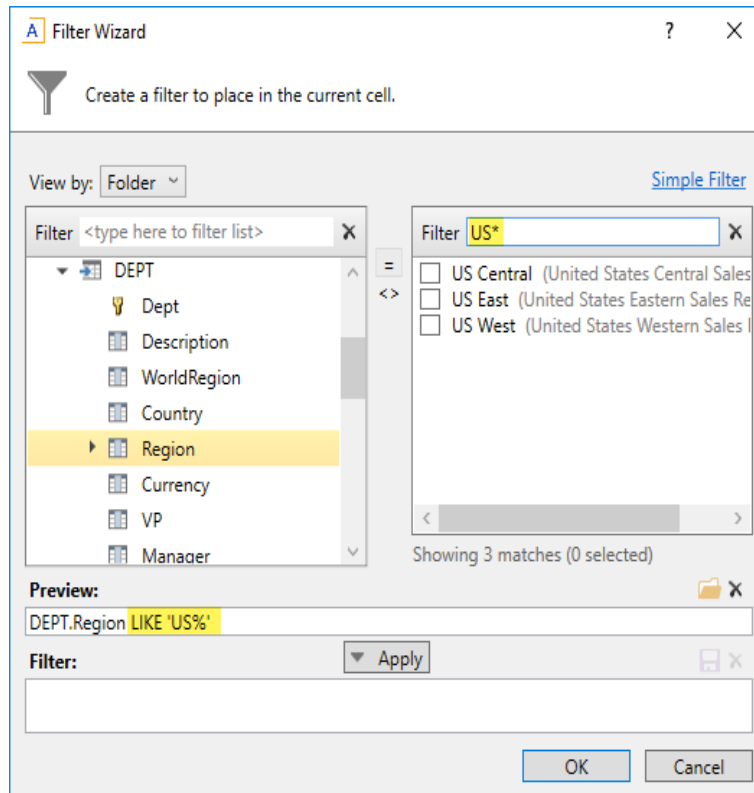 A Filter Wizard ? X
Create a filter to place in the current cell.
View by: Folder Simple Filter
Filter <type here to filter list> X
DEPT
Dept
Description
WorldRegion
Country
Region
Currency
VP
Manager
=
<>
Filter US* X
US Central (United States Central Sales
US East (United States Eastern Sales Re
US West (United States Western Sales
Showing 3 matches (0 selected)
Preview:
DEPT.Region LIKE 'US%'
Filter: Apply
OK Cancel